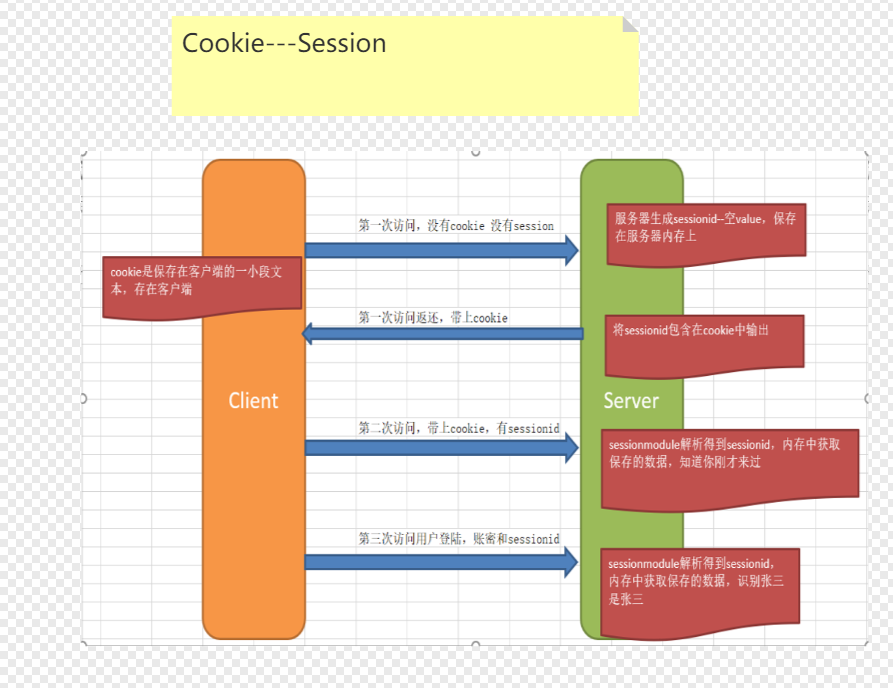 Cookie---Session
第一次访问，没有cookie 没有session
服务器生成sessionid--空value，保存
在服务器内存上
cookie是保存在客户端的一小段文
本，存在客户端
第一次访问返还，带上cookie
将sessionid包含在cookie中输出
Client
Server
第二次访问，带上cookie，有sessionid
sessionmodule解析得到sessionid，内存中获取
保存的数据，知道你刚才来过
第三次访问用户登陆，账密和sessionid
sessionmodule解析得到sessionid，
内存中获取保存的数据，识别张三
是张三